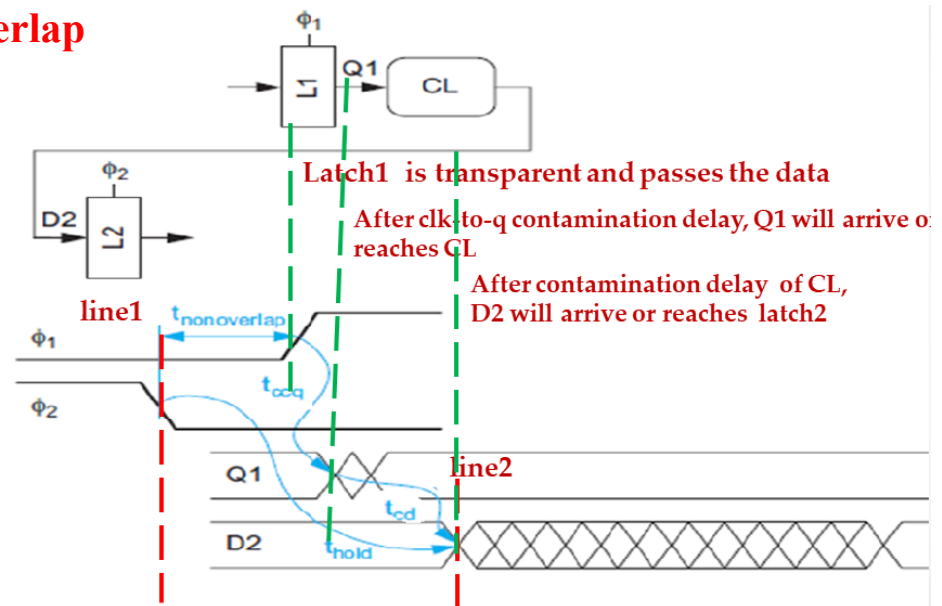 erlap
ϕ1
L1
Q1
CL
ϕ2
Latch1 is transparent and passes the data
D2
L2
After clk-to-q contamination delay, Q1 will arrive or
reaches CL
After contamination delay of CL,
D2 will arrive or reaches latch2
line1
tnonoverlap
ϕ1
tccq
ϕ2
line2
Q1
tcd
D2
thold